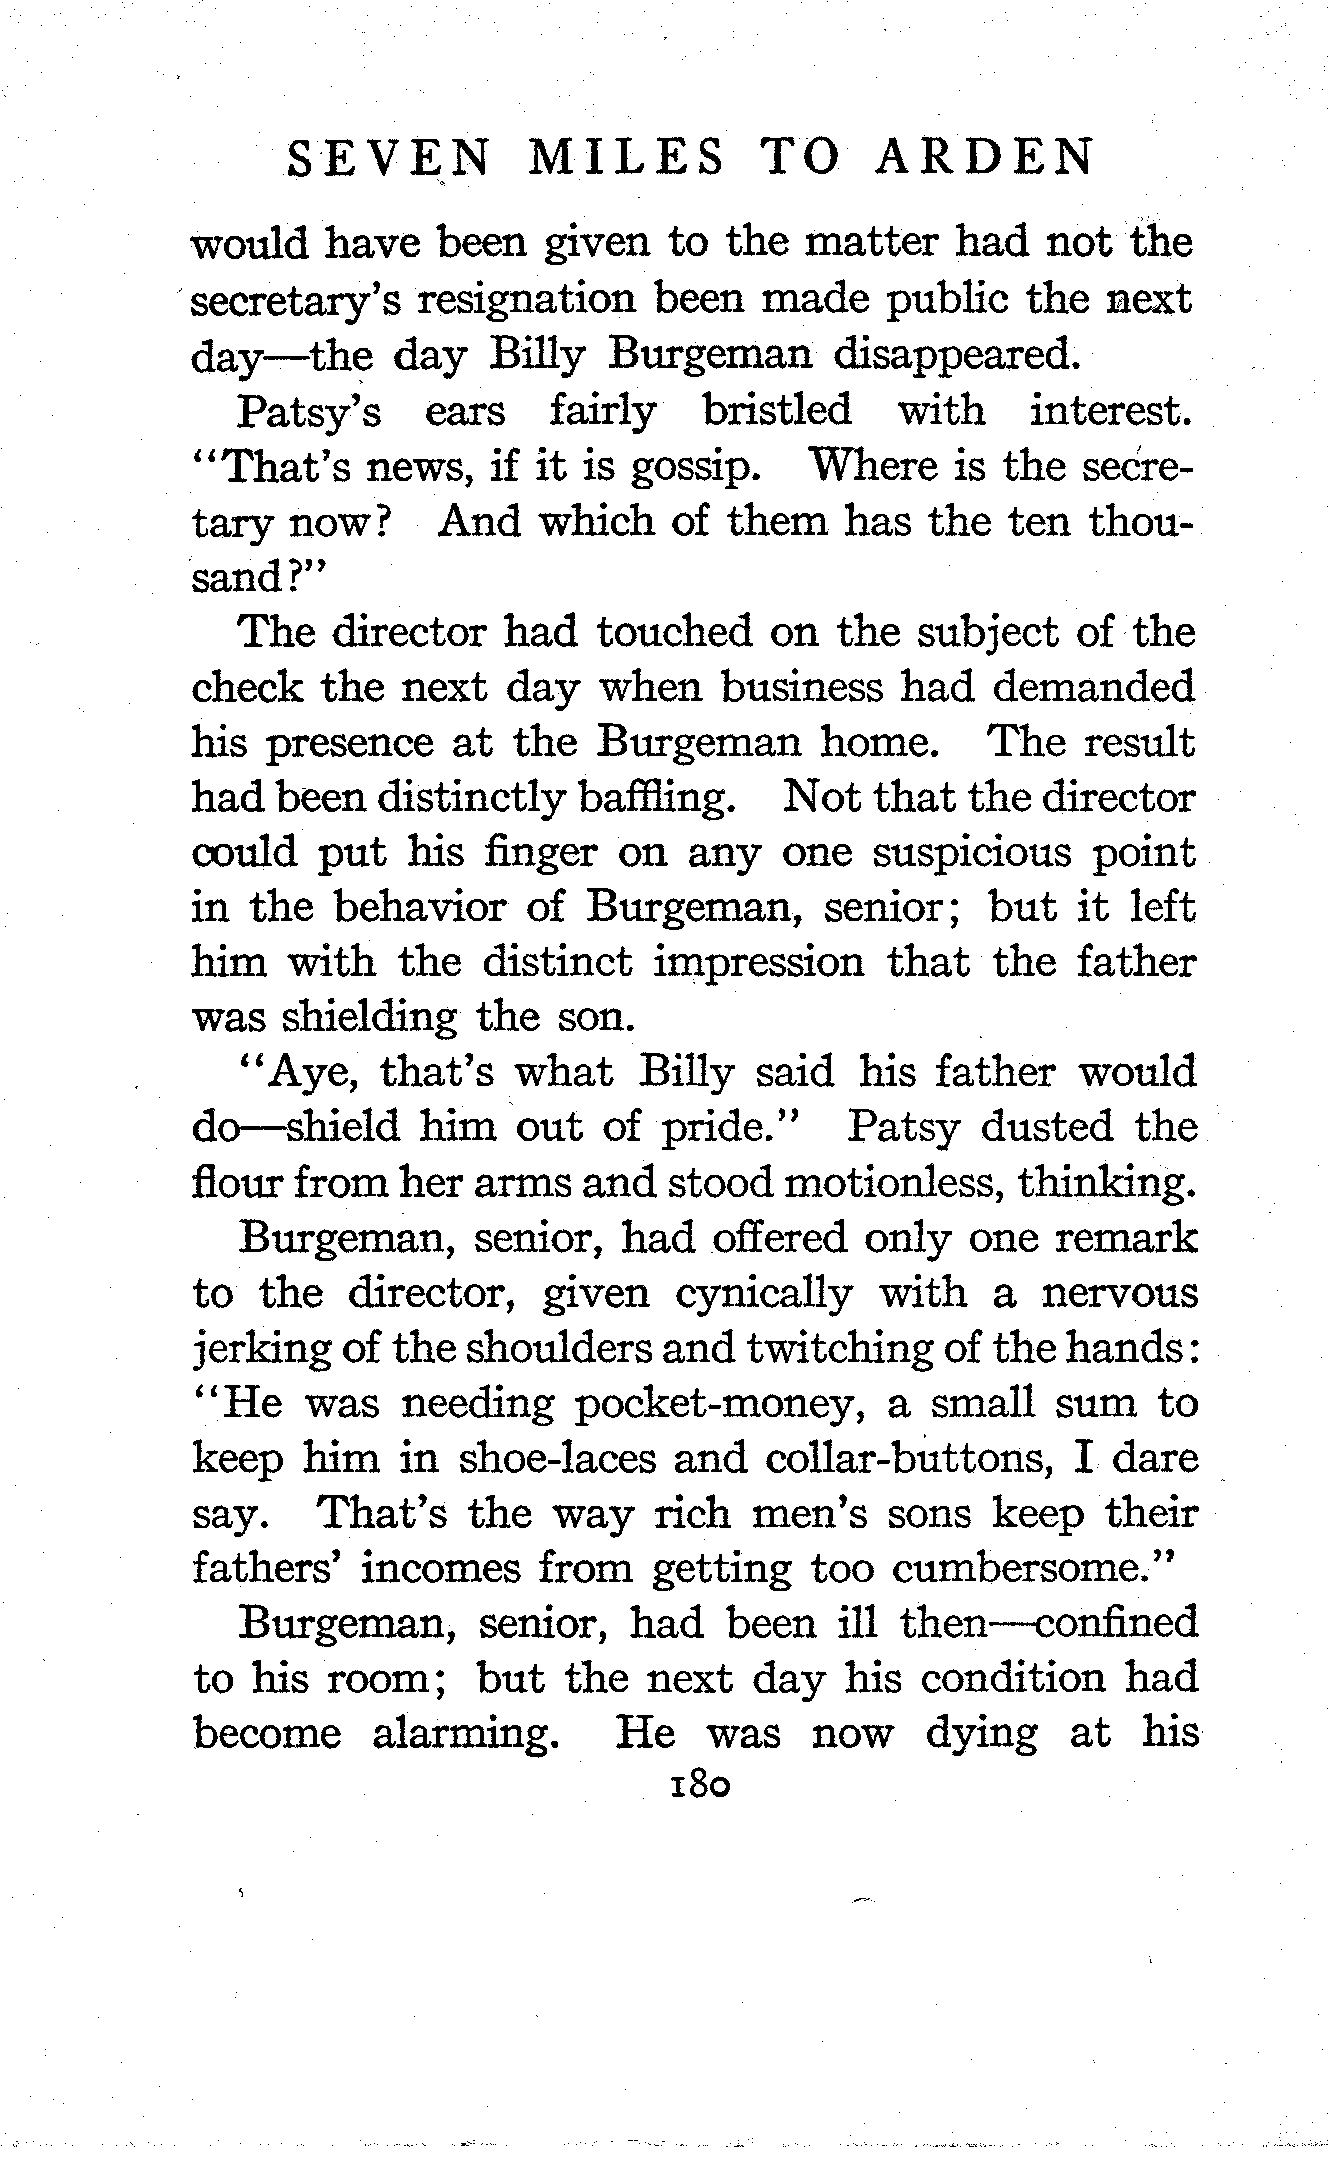 SEVEN MILES TO ARDEN
would have been given to the matter had not the
secretary's resignation been made public the next
day—the day Billy Burgeman disappeared.
Patsy's ears fairly bristled with interest.
"That's news, if it is gossip. Where is the secre-
tary now? And which of them has the ten thou-
sand?"
The director had touched on the subject of the
check the next day when business had demanded
his presence at the Burgeman home. The result
had been distinctly baffling. Not that the director
could put his finger on any one suspicious point
in the behavior of Burgeman, senior; but it left
him with the distinct impression that the father
was shielding the son.
"Aye, that's what Billy said his father would
do—shield him out of pride." Patsy dusted the
flour from her arms and stood motionless, thinking.
Burgeman, senior, had offered only one remark
to the director, given cynically with a nervous
jerking of the shoulders and twitching of the hands:
"He was needing pocket-money, a small sum to
keep him in shoe-laces and collar-buttons, I dare
say. That's the way rich men's sons keep their
fathers' incomes from getting too cumbersome."
Burgeman, senior, had been ill then—confined
to his room; but the next day his condition had
become alarming. He was now dying at his
180